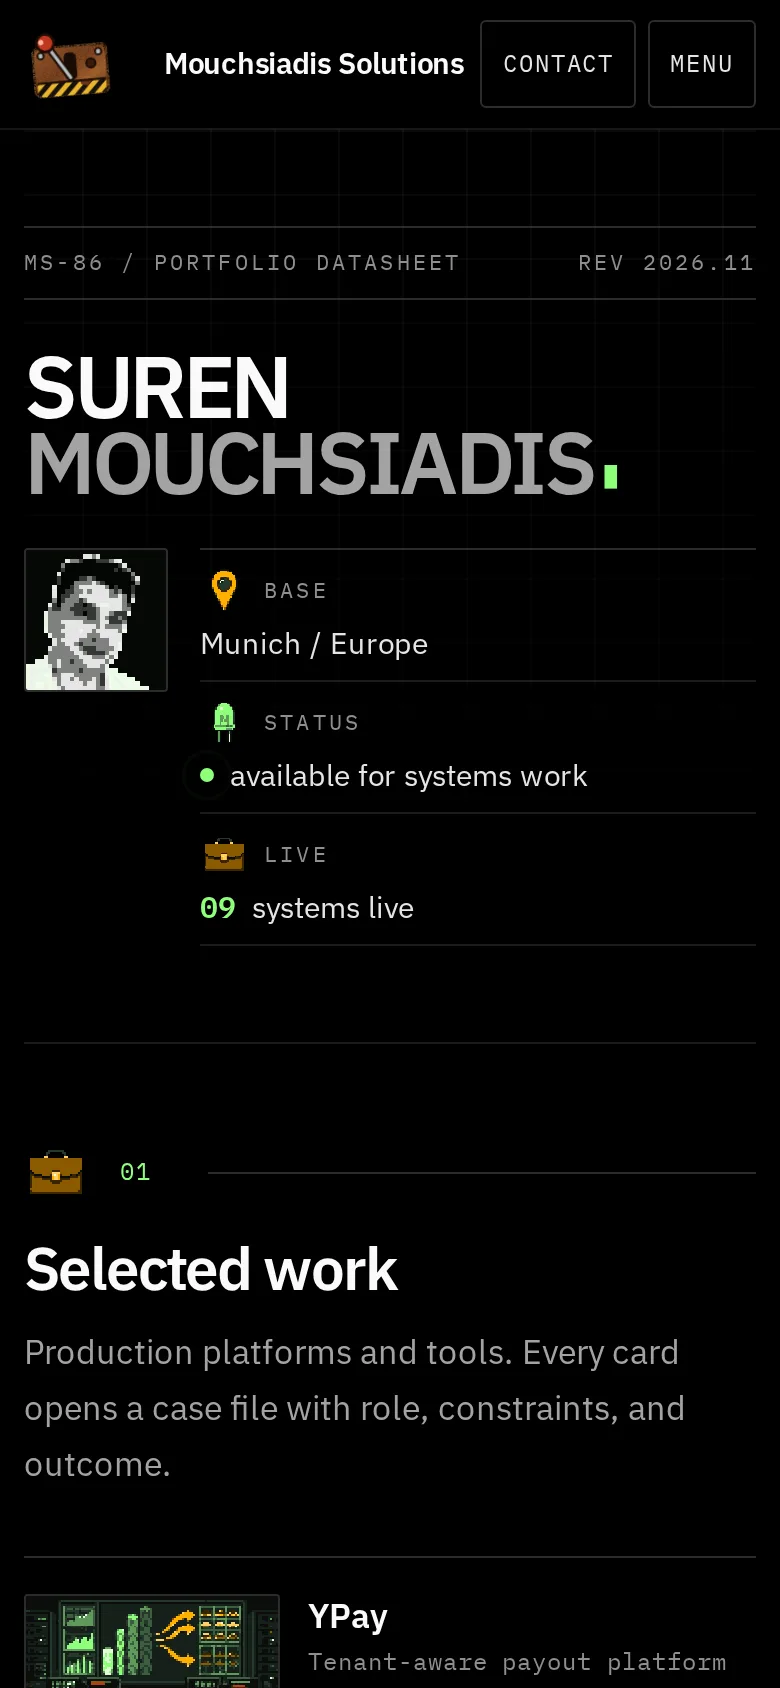 Mouchsiadis Solutions CONTACT MENU
MS-86 / PORTFOLIO DATASHEET REV 2026.11
SUREN
MOUCHSIADIS
BASE
Munich / Europe
STATUS
available for systems work
LIVE
09 systems live
01
Selected work
Production platforms and tools. Every card
opens a case file with role, constraints, and
outcome.
YPay
Tenant-aware payout platform